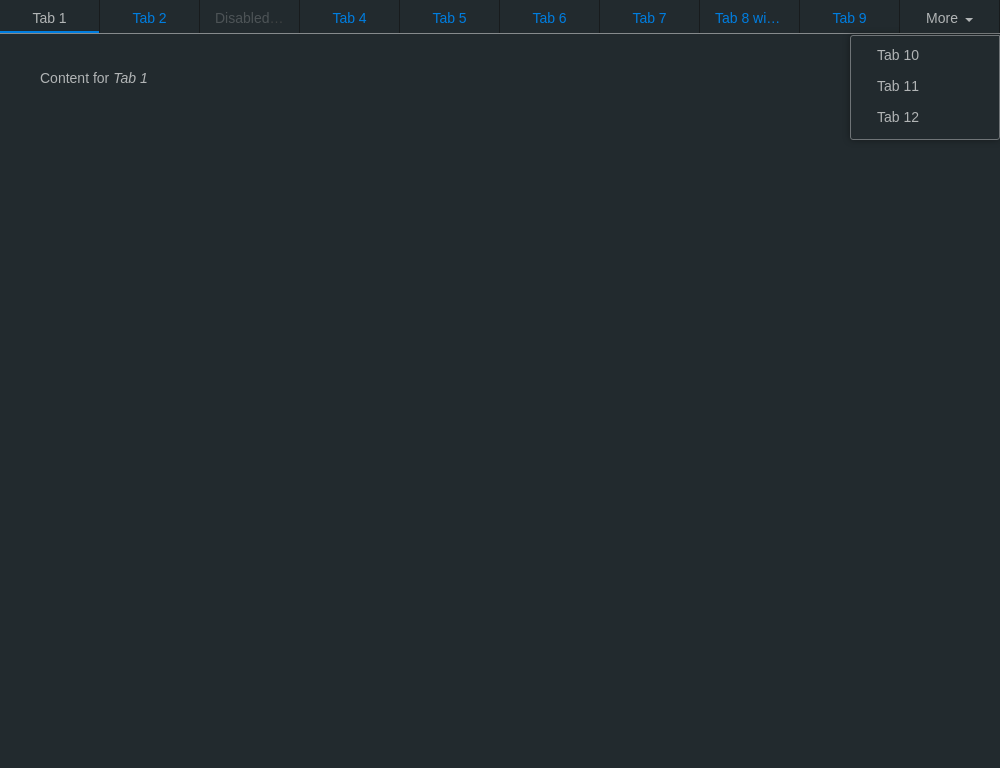 Tab 1 Tab 2 Disabled… Tab 4 Tab 5 Tab 6 Tab 7 Tab 8 wi… Tab 9 More
Tab 10
Content for Tab 1
Tab 11
Tab 12